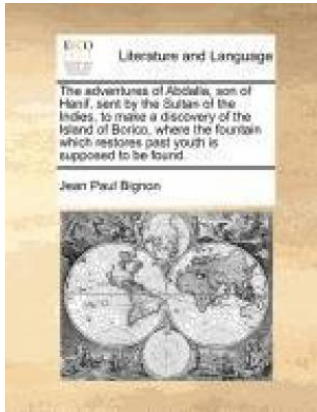 ECCO
Literature and Language
The adventures of Abdalla, son of
Hanif, sent by the Sultan of the
Indies, to make a discovery of the
Island of Borico, where the fountain
which restores past youth is
supposed to be found.
Jean Paul Bignon